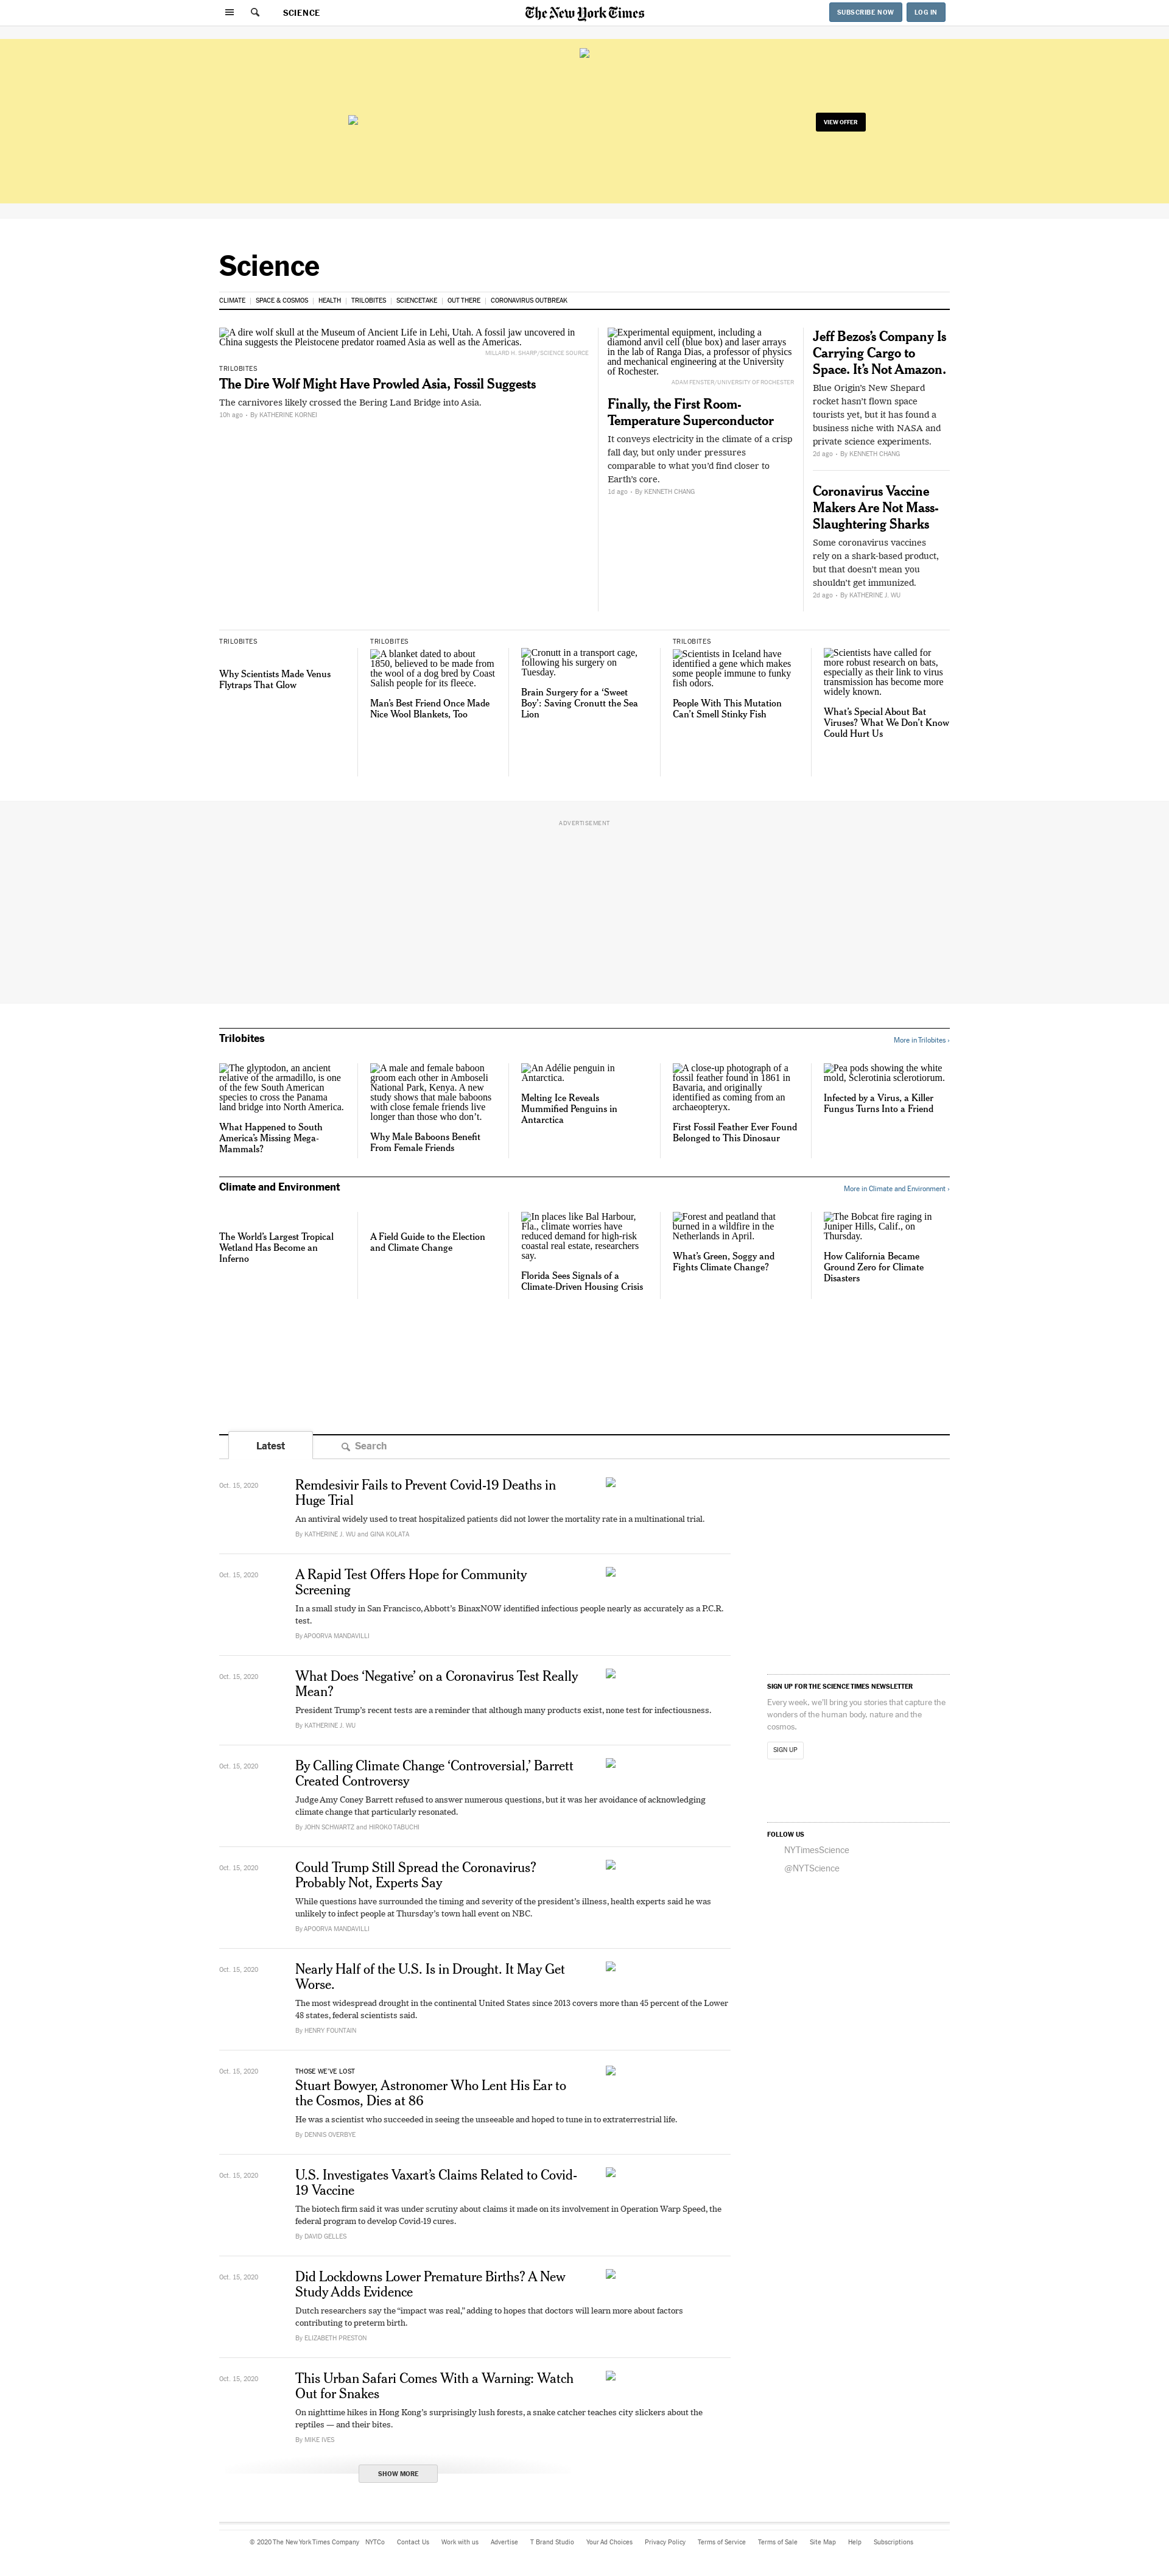 SCIENCE
The New York Times
SUBSCRIBE NOW
LOG IN
VIEW OFFER
Science
CLIMATE
SPACE & COSMOS
HEALTH
TRILOBITES
SCIENCETAKE
OUT THERE
CORONAVIRUS OUTBREAK
A dire wolf skull at the Museum of Ancient Life in Lehi, Utah. A fossil jaw uncovered in
China suggests the Pleistocene predator roamed Asia as well as the Americas.
MILLARD H. SHARP/SCIENCE SOURCE
TRILOBITES
The Dire Wolf Might Have Prowled Asia, Fossil Suggests
The carnivores likely crossed the Bering Land Bridge into Asia.
10h ago • By KATHERINE KORNEI
Experimental equipment, including a
diamond anvil cell (blue box) and laser arrays
in the lab of Ranga Dias, a professor of physics
and mechanical engineering at the University
of Rochester.
ADAM FENSTER/UNIVERSITY OF ROCHESTER
Finally, the First Room-
Temperature Superconductor
It conveys electricity in the climate of a crisp
fall day, but only under pressures
comparable to what you’d find closer to
Earth’s core.
1d ago • By KENNETH CHANG
Jeff Bezos’s Company Is
Carrying Cargo to
Space. It’s Not Amazon.
Blue Origin’s New Shepard
rocket hasn’t flown space
tourists yet, but it has found a
business niche with NASA and
private science experiments.
2d ago • By KENNETH CHANG
Coronavirus Vaccine
Makers Are Not Mass-
Slaughtering Sharks
Some coronavirus vaccines
rely on a shark-based product,
but that doesn’t mean you
shouldn’t get immunized.
2d ago • By KATHERINE J. WU
TRILOBITES
Why Scientists Made Venus
Flytraps That Glow
TRILOBITES
A blanket dated to about
1850, believed to be made from
the wool of a dog bred by Coast
Salish people for its fleece.
Man’s Best Friend Once Made
Nice Wool Blankets, Too
Cronutt in a transport cage,
following his surgery on
Tuesday.
Brain Surgery for a ‘Sweet
Boy’: Saving Cronutt the Sea
Lion
TRILOBITES
Scientists in Iceland have
identified a gene which makes
some people immune to funky
fish odors.
People With This Mutation
Can’t Smell Stinky Fish
Scientists have called for
more robust research on bats,
especially as their link to virus
transmission has become more
widely known.
What’s Special About Bat
Viruses? What We Don’t Know
Could Hurt Us
ADVERTISEMENT
Trilobites
More in Trilobites ›
The glyptodon, an ancient
relative of the armadillo, is one
of the few South American
species to cross the Panama
land bridge into North America.
What Happened to South
America’s Missing Mega-
Mammals?
A male and female baboon
groom each other in Amboseli
National Park, Kenya. A new
study shows that male baboons
with close female friends live
longer than those who don’t.
Why Male Baboons Benefit
From Female Friends
An Adélie penguin in
Antarctica.
Melting Ice Reveals
Mummified Penguins in
Antarctica
A close-up photograph of a
fossil feather found in 1861 in
Bavaria, and originally
identified as coming from an
archaeopteryx.
First Fossil Feather Ever Found
Belonged to This Dinosaur
Pea pods showing the white
mold, Sclerotinia sclerotiorum.
Infected by a Virus, a Killer
Fungus Turns Into a Friend
Climate and Environment
More in Climate and Environment ›
The World’s Largest Tropical
Wetland Has Become an
Inferno
A Field Guide to the Election
and Climate Change
In places like Bal Harbour,
Fla., climate worries have
reduced demand for high-risk
coastal real estate, researchers
say.
Florida Sees Signals of a
Climate-Driven Housing Crisis
Forest and peatland that
burned in a wildfire in the
Netherlands in April.
What’s Green, Soggy and
Fights Climate Change?
The Bobcat fire raging in
Juniper Hills, Calif., on
Thursday.
How California Became
Ground Zero for Climate
Disasters
Latest
Search
Oct. 15, 2020
Remdesivir Fails to Prevent Covid-19 Deaths in
Huge Trial
An antiviral widely used to treat hospitalized patients did not lower the mortality rate in a multinational trial.
By KATHERINE J. WU and GINA KOLATA
Oct. 15, 2020
A Rapid Test Offers Hope for Community
Screening
In a small study in San Francisco, Abbott’s BinaxNOW identified infectious people nearly as accurately as a P.C.R.
test.
By APOORVA MANDAVILLI
Oct. 15, 2020
What Does ‘Negative’ on a Coronavirus Test Really
Mean?
President Trump’s recent tests are a reminder that although many products exist, none test for infectiousness.
By KATHERINE J. WU
Oct. 15, 2020
By Calling Climate Change ‘Controversial,’ Barrett
Created Controversy
Judge Amy Coney Barrett refused to answer numerous questions, but it was her avoidance of acknowledging
climate change that particularly resonated.
By JOHN SCHWARTZ and HIROKO TABUCHI
Oct. 15, 2020
Could Trump Still Spread the Coronavirus?
Probably Not, Experts Say
While questions have surrounded the timing and severity of the president’s illness, health experts said he was
unlikely to infect people at Thursday’s town hall event on NBC.
By APOORVA MANDAVILLI
Oct. 15, 2020
Nearly Half of the U.S. Is in Drought. It May Get
Worse.
The most widespread drought in the continental United States since 2013 covers more than 45 percent of the Lower
48 states, federal scientists said.
By HENRY FOUNTAIN
Oct. 15, 2020
THOSE WE’VE LOST
Stuart Bowyer, Astronomer Who Lent His Ear to
the Cosmos, Dies at 86
He was a scientist who succeeded in seeing the unseeable and hoped to tune in to extraterrestrial life.
By DENNIS OVERBYE
Oct. 15, 2020
U.S. Investigates Vaxart’s Claims Related to Covid-
19 Vaccine
The biotech firm said it was under scrutiny about claims it made on its involvement in Operation Warp Speed, the
federal program to develop Covid-19 cures.
By DAVID GELLES
Oct. 15, 2020
Did Lockdowns Lower Premature Births? A New
Study Adds Evidence
Dutch researchers say the “impact was real,” adding to hopes that doctors will learn more about factors
contributing to preterm birth.
By ELIZABETH PRESTON
Oct. 15, 2020
This Urban Safari Comes With a Warning: Watch
Out for Snakes
On nighttime hikes in Hong Kong’s surprisingly lush forests, a snake catcher teaches city slickers about the
reptiles — and their bites.
By MIKE IVES
SHOW MORE
SIGN UP FOR THE SCIENCE TIMES NEWSLETTER
Every week, we’ll bring you stories that capture the
wonders of the human body, nature and the
cosmos.
SIGN UP
FOLLOW US
NYTimesScience
@NYTScience
© 2020 The New York Times Company
NYTCo
Contact Us
Work with us
Advertise
T Brand Studio
Your Ad Choices
Privacy Policy
Terms of Service
Terms of Sale
Site Map
Help
Subscriptions